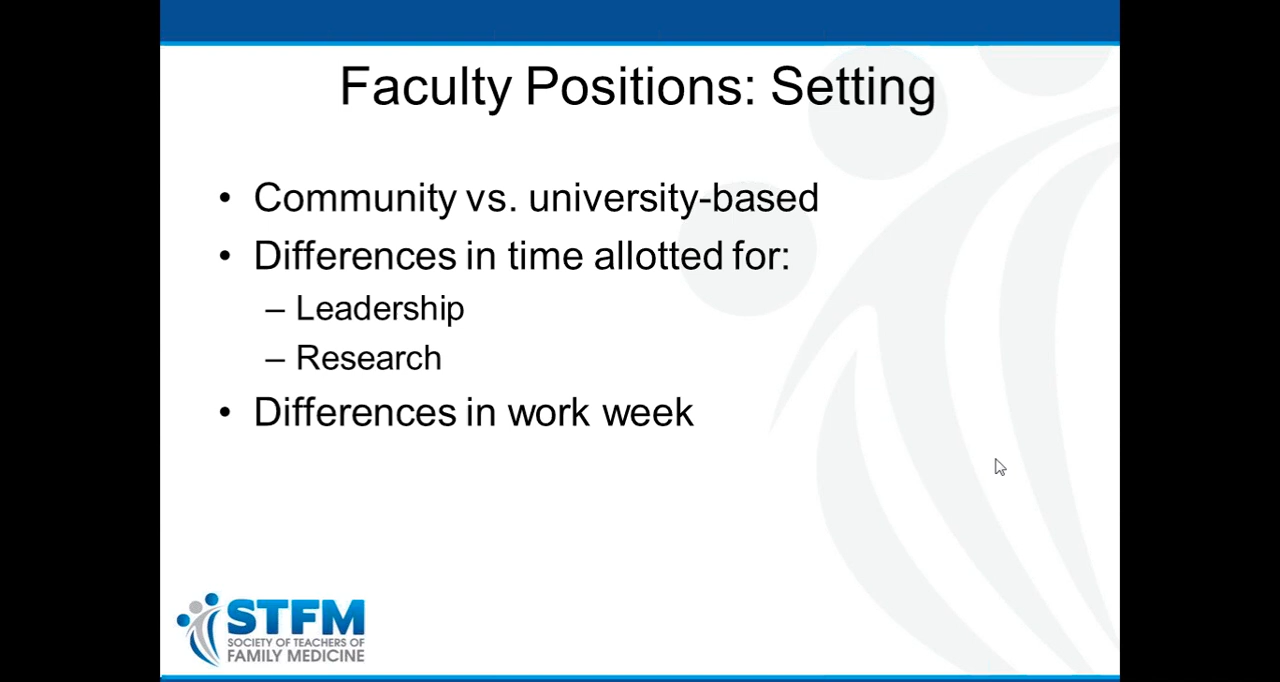 Faculty Positions: Setting
• Community vs. university-based
• Differences in time allotted for:
– Leadership
– Research
• Differences in work week
STFM
SOCIETY OF TEACHERS OF
FAMILY MEDICINE